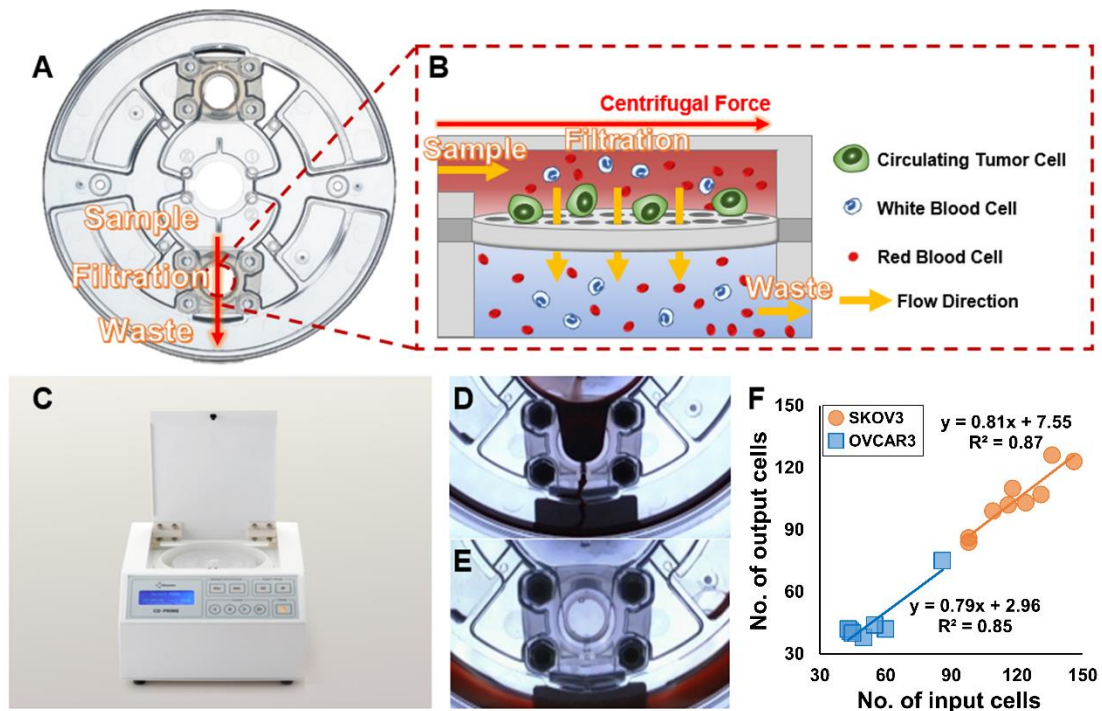 A
Sample
Filtration
Waste
B
Centrifugal Force
Sample
Filtration
Waste
Circulating Tumor Cell
White Blood Cell
Red Blood Cell
Flow Direction
C
CD-PRIME
D
E
F
SKOV3
OVCAR3
y = 0.81x + 7.55
R² = 0.87
y = 0.79x + 2.96
R² = 0.85
No. of output cells
150
120
90
60
30
30
60
90
120
150
No. of input cells